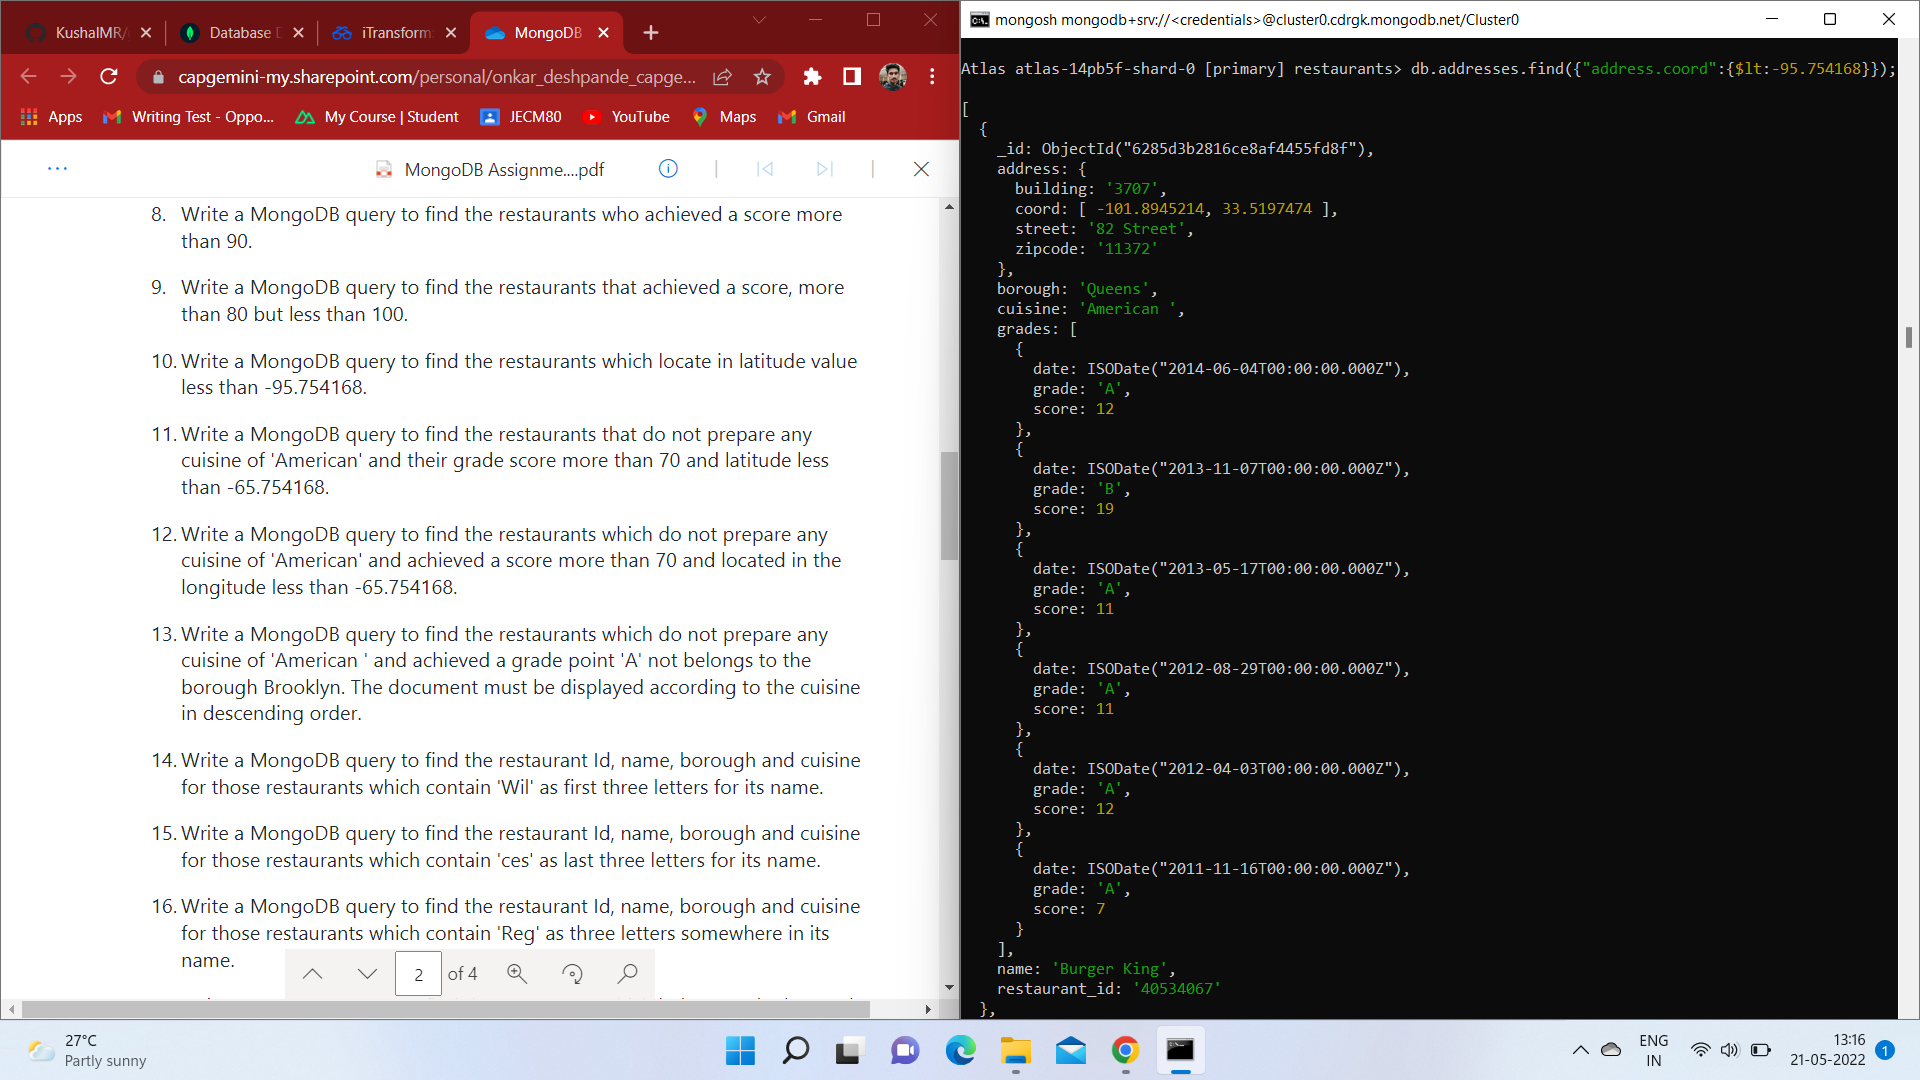 KushalMR/
Database D
iTransform
MongoDB
capgemini-my.sharepoint.com/personal/onkar_deshpande_capge...
Apps
Writing Test - Oppo...
My Course | Student
JECM80
YouTube
Maps
Gmail
MongoDB Assignme....pdf
8. Write a MongoDB query to find the restaurants who achieved a score more
than 90.
9. Write a MongoDB query to find the restaurants that achieved a score, more
than 80 but less than 100.
10. Write a MongoDB query to find the restaurants which locate in latitude value
less than -95.754168.
11. Write a MongoDB query to find the restaurants that do not prepare any
cuisine of 'American' and their grade score more than 70 and latitude less
than -65.754168.
12. Write a MongoDB query to find the restaurants which do not prepare any
cuisine of 'American' and achieved a score more than 70 and located in the
longitude less than -65.754168.
13. Write a MongoDB query to find the restaurants which do not prepare any
cuisine of 'American ' and achieved a grade point 'A' not belongs to the
borough Brooklyn. The document must be displayed according to the cuisine
in descending order.
14. Write a MongoDB query to find the restaurant Id, name, borough and cuisine
for those restaurants which contain 'Wil' as first three letters for its name.
15. Write a MongoDB query to find the restaurant Id, name, borough and cuisine
for those restaurants which contain 'ces' as last three letters for its name.
16. Write a MongoDB query to find the restaurant Id, name, borough and cuisine
for those restaurants which contain 'Reg' as three letters somewhere in its
name.
2 of 4
mongosh mongodb+srv://<credentials>@cluster0.cdrgk.mongodb.net/Cluster0
Atlas atlas-14pb5f-shard-0 [primary] restaurants> db.addresses.find({"address.coord":{$lt:-95.754168}});
[
{
_id: ObjectId("6285d3b2816ce8af4455fd8f"),
address: {
building: '3707',
coord: [ -101.8945214, 33.5197474 ],
street: '82 Street',
zipcode: '11372'
},
borough: 'Queens',
cuisine: 'American ',
grades: [
{
date: ISODate("2014-06-04T00:00:00.000Z"),
grade: 'A',
score: 12
},
{
date: ISODate("2013-11-07T00:00:00.000Z"),
grade: 'B',
score: 19
},
{
date: ISODate("2013-05-17T00:00:00.000Z"),
grade: 'A',
score: 11
},
{
date: ISODate("2012-08-29T00:00:00.000Z"),
grade: 'A',
score: 11
},
{
date: ISODate("2012-04-03T00:00:00.000Z"),
grade: 'A',
score: 12
},
{
date: ISODate("2011-11-16T00:00:00.000Z"),
grade: 'A',
score: 7
}
],
name: 'Burger King',
restaurant_id: '40534067'
},
27°C
Partly sunny
ENG
IN
13:16
21-05-2022
1